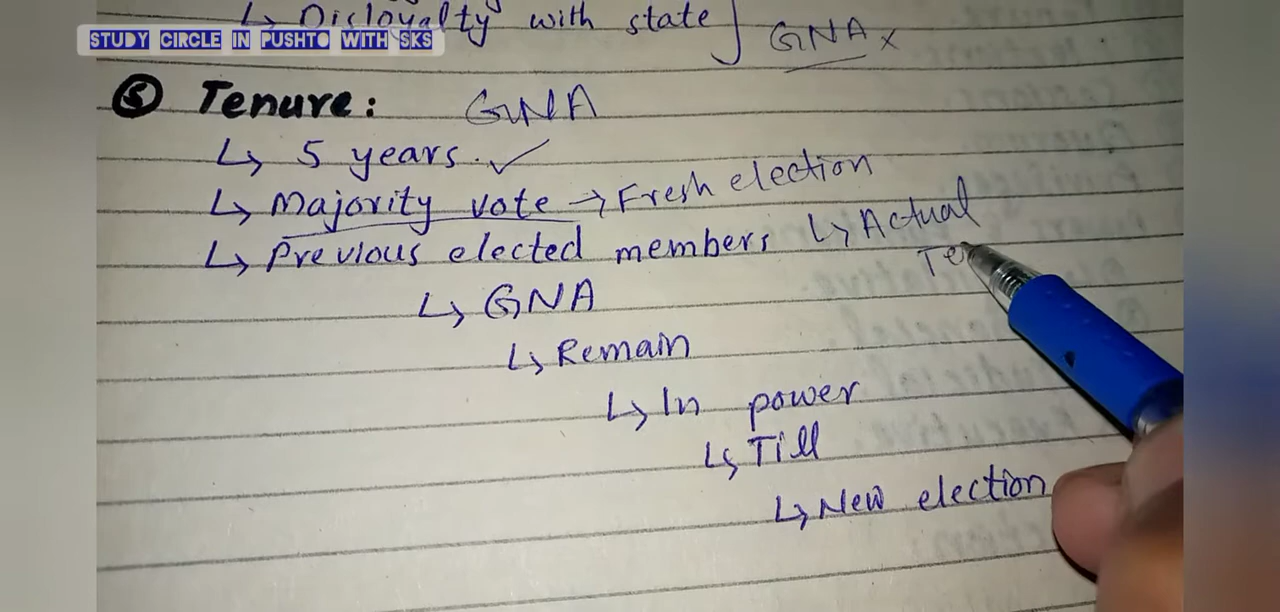 ↳ Disloyalty with state ] GNA x
STUDY CIRCLE IN PUSHTO WITH SKS
⑤ Tenure: GNA
↳ 5 years. ✓
↳ Majority vote → Fresh election
↳ Previous elected members ↳ Actual
Te
↳ GNA
↳ Remain
↳ In power
↳ Till
↳ New election